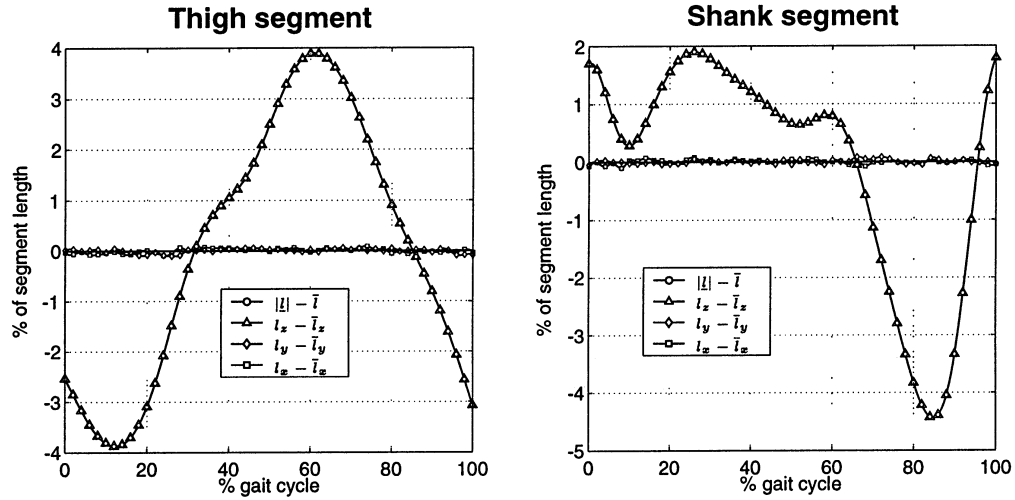 Thigh segment
4
3
2
1
0
-1
-2
-3
-4
% of segment length
|l| − l̅
l_z − l̅_z
l_y − l̅_y
l_x − l̅_x
0 20 40 60 80 100
% gait cycle
Shank segment
2
1
0
-1
-2
-3
-4
-5
% of segment length
|l| − l̅
l_z − l̅_z
l_y − l̅_y
l_x − l̅_x
0 20 40 60 80 100
% gait cycle